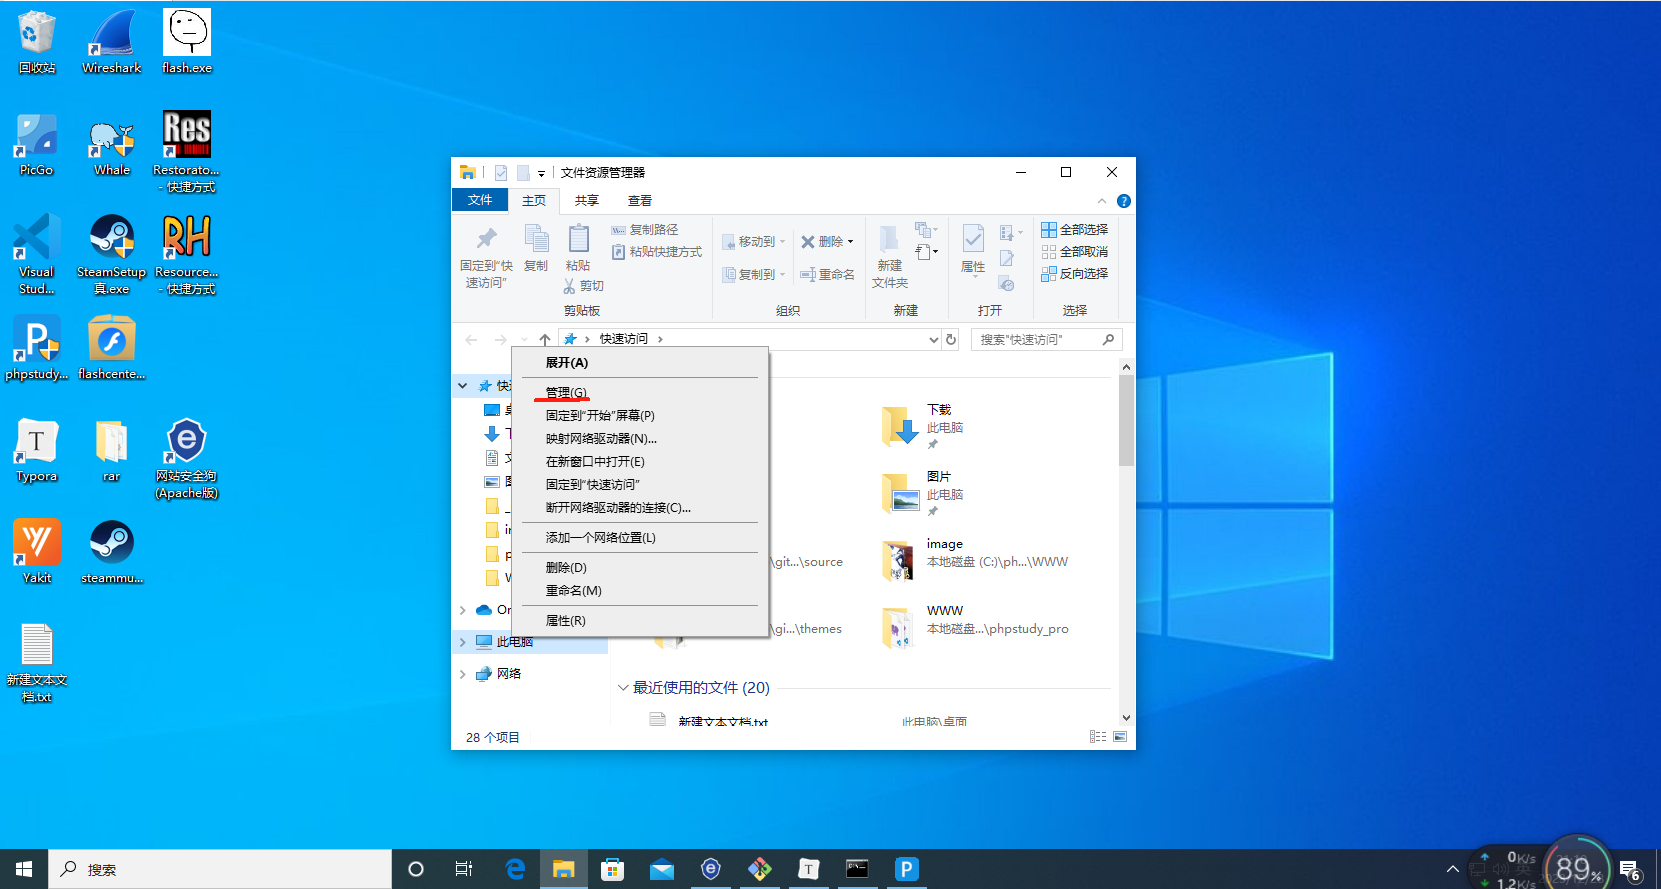 回收站
Wireshark
flash.exe
PicGo
Whale
Res
Restorato...
- 快捷方式
Visual
Stud...
SteamSetup
真.exe
RH
Resource...
- 快捷方式
phpstudy...
flashcente...
Typora
rar
网站安全狗
(Apache版)
Yakit
steammu...
新建文本文
档.txt
文件资源管理器
文件
主页
共享
查看
固定到“快
速访问”
复制
粘贴
复制路径
粘贴快捷方式
剪切
剪贴板
移动到
复制到
删除
重命名
组织
新建
文件夹
新建
属性
打开
全部选择
全部取消
反向选择
选择
快速访问
搜索"快速访问"
展开(A)
管理(G)
固定到"开始"屏幕(P)
映射网络驱动器(N)...
在新窗口中打开(E)
固定到"快速访问"
断开网络驱动器的连接(C)...
添加一个网络位置(L)
删除(D)
重命名(M)
属性(R)
此电脑
网络
下载
此电脑
图片
此电脑
image
本地磁盘 (C:)\ph...\WWW
\git...\source
WWW
本地磁盘...\phpstudy_pro
\gi...\themes
最近使用的文件 (20)
新建文本文档.txt
此电脑\桌面
28 个项目
搜索
0K/s
1.2K/s
89%
6